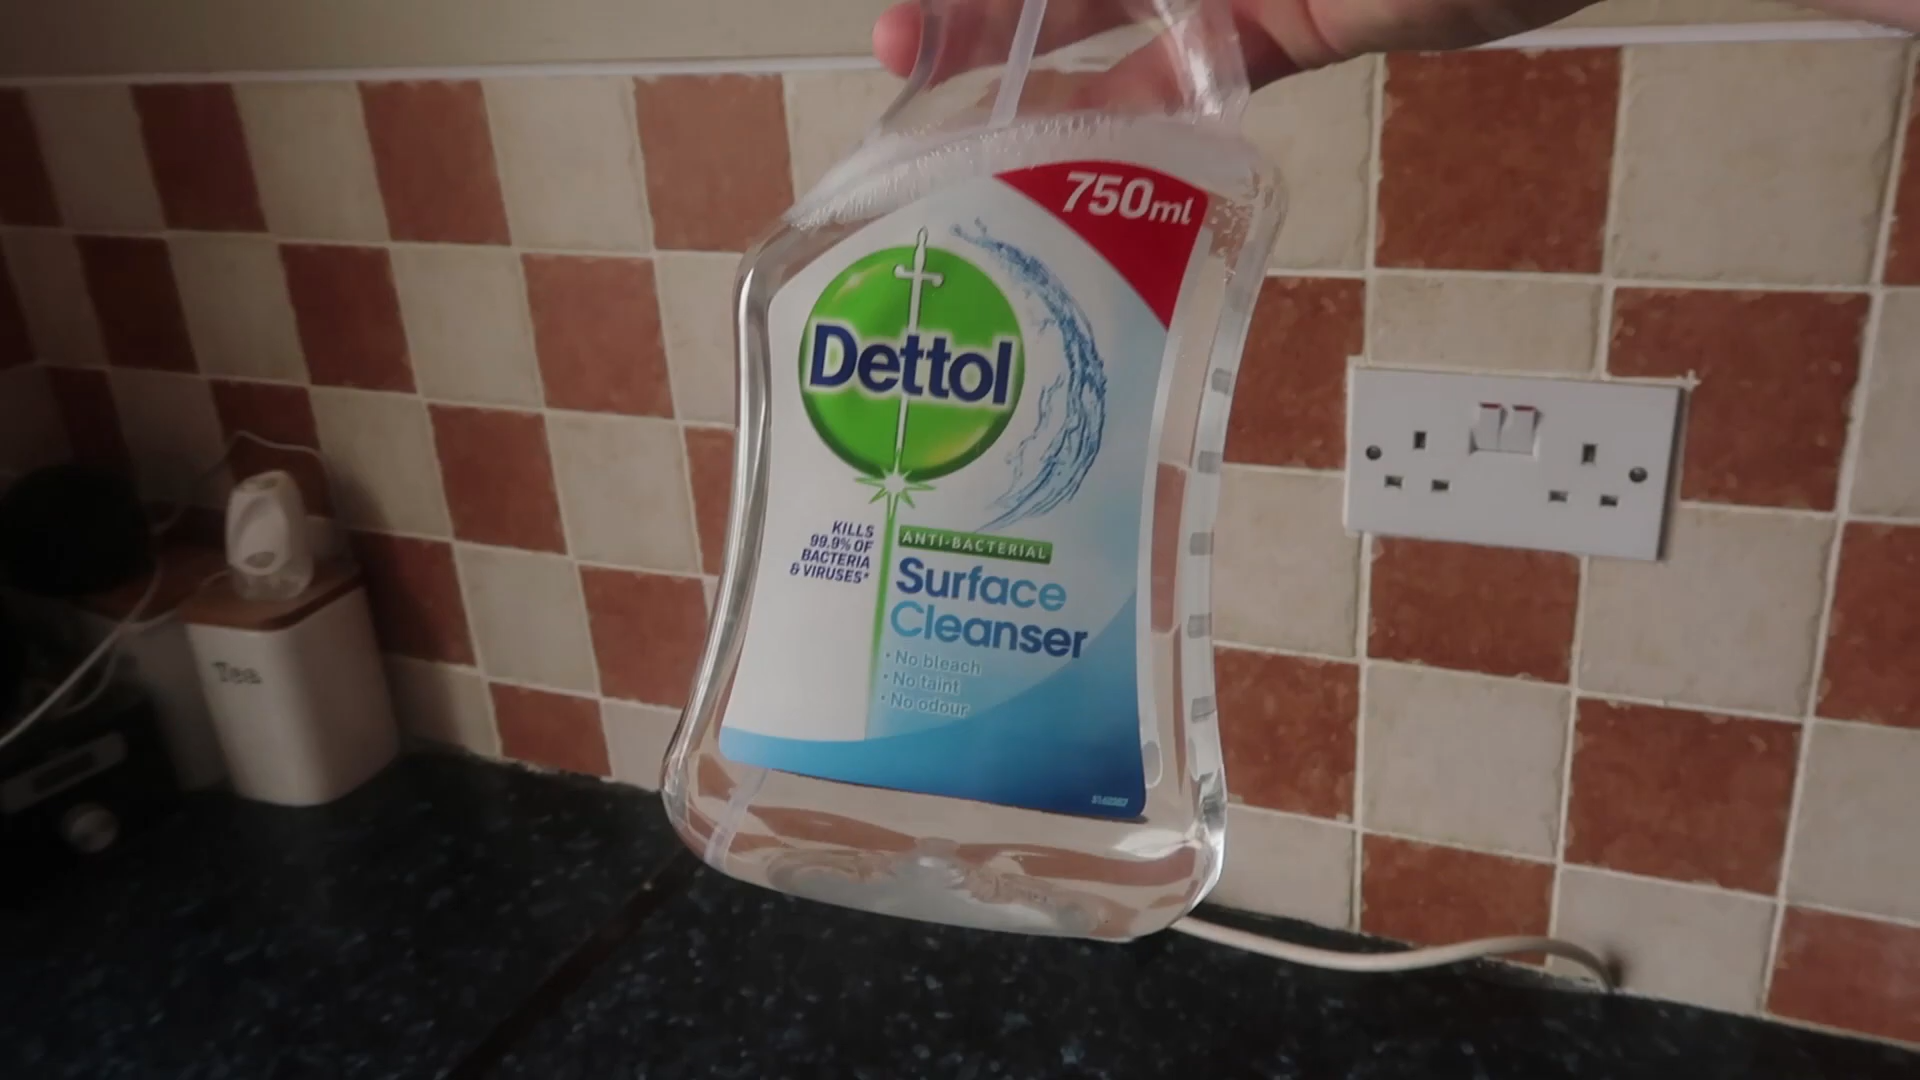 750ml
Dettol
KILLS
99.9% OF
BACTERIA
& VIRUSES*
ANTI-BACTERIAL
Surface
Cleanser
• No bleach
• No taint
• No odour
Tea